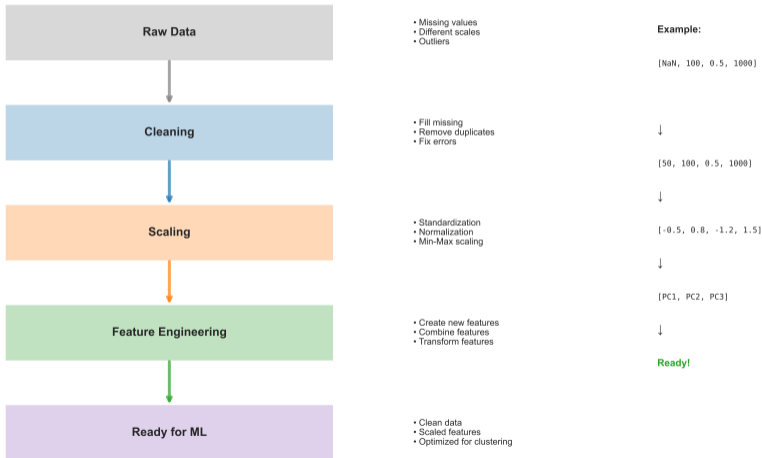 Raw Data
• Missing values
• Different scales
• Outliers
Example:
[NaN, 100, 0.5, 1000]
Cleaning
• Fill missing
• Remove duplicates
• Fix errors
↓
[50, 100, 0.5, 1000]
↓
Scaling
• Standardization
• Normalization
• Min-Max scaling
[-0.5, 0.8, -1.2, 1.5]
↓
[PC1, PC2, PC3]
Feature Engineering
• Create new features
• Combine features
• Transform features
↓
Ready!
Ready for ML
• Clean data
• Scaled features
• Optimized for clustering